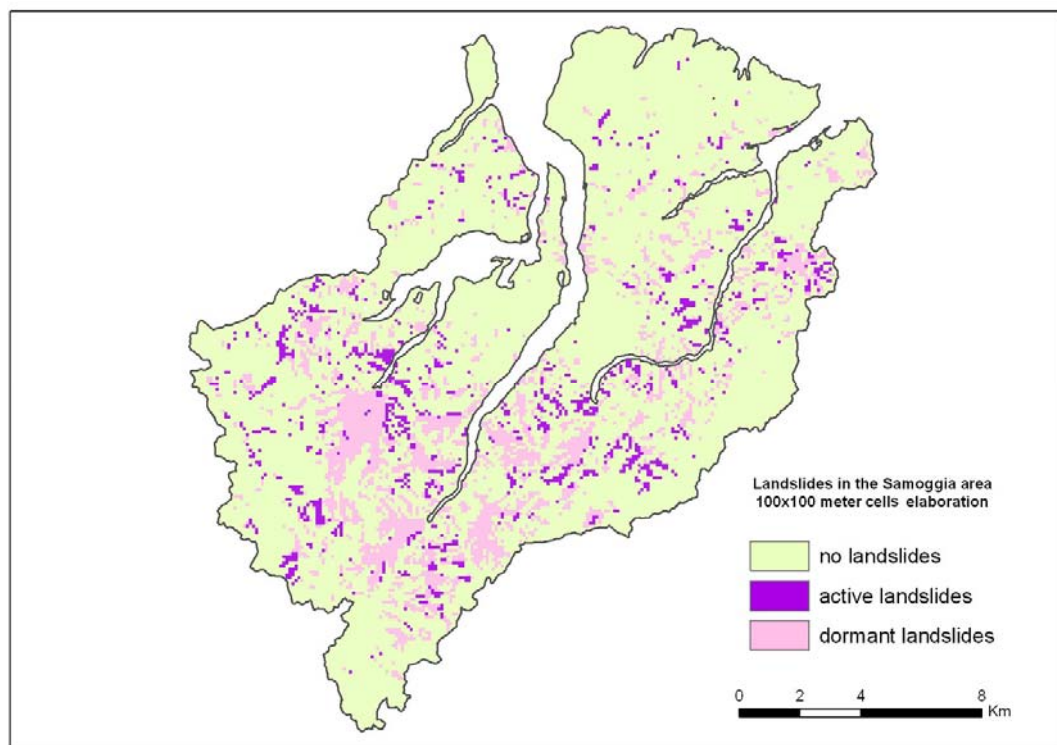 Landslides in the Samoggia area
100x100 meter cells elaboration
no landslides
active landslides
dormant landslides
0 2 4 8
Km